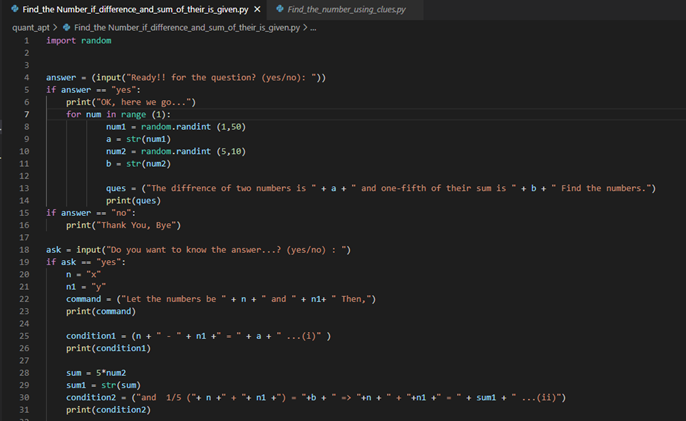 Find the Number_if_difference_and_sum_of_their_is_given.py × Find_the_number_using_clues.py
quant_apt > Find the Number_if_difference_and_sum_of_their_is_given.py > ...
1 import random
2
3
4 answer = (input("Ready!! for the question? (yes/no): "))
5 if answer == "yes":
6 print("OK, here we go...")
7 for num in range (1):
8 num1 = random.randint (1,50)
9 a = str(num1)
10 num2 = random.randint (5,10)
11 b = str(num2)
12
13 ques = ("The diffrence of two numbers is " + a + " and one-fifth of their sum is " + b + " Find the numbers.")
14 print(ques)
15 if answer == "no":
16 print("Thank You, Bye")
17
18 ask = input("Do you want to know the answer...? (yes/no) : ")
19 if ask == "yes":
20 n = "x"
21 n1 = "y"
22 command = ("Let the numbers be " + n + " and " + n1+ " Then,")
23 print(command)
24
25 condition1 = (n + " - " + n1 +" = " + a + " ...(i)" )
26 print(condition1)
27
28 sum = 5*num2
29 sum1 = str(sum)
30 condition2 = ("and  1/5 ("+ n +" + "+ n1 +") = "+b + " => "+n + " + "+n1 +" = " + sum1 + " ...(ii)")
31 print(condition2)